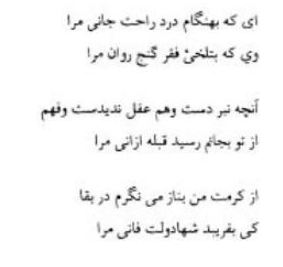 ای که بهنگام درد راحت جانی مرا
وي که بتلخیٔ فقر گنج روان مرا
آنچه نبر دست وهم عقل ندیدست وفهم
از تو بجانم رسید قبله ازانی مرا
از کرمت من بناز می نگرم در بقا
کی بفریبد شهادولت فانی مرا